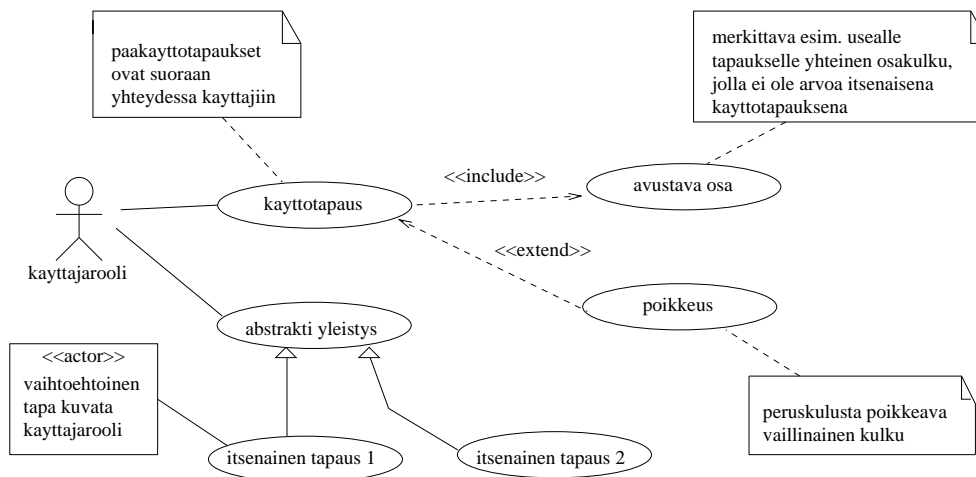 paakayttotapaukset
ovat suoraan
yhteydessa kayttajiin
merkittava esim. usealle
tapaukselle yhteinen osakulku,
jolla ei ole arvoa itsenaisena
kayttotapauksena
<<include>>
avustava osa
kayttotapaus
<<extend>>
kayttajarooli
poikkeus
abstrakti yleistys
<<actor>>
vaihtoehtoinen
tapa kuvata
kayttajarooli
peruskulusta poikkeava
vaillinainen kulku
itsenainen tapaus 1
itsenainen tapaus 2